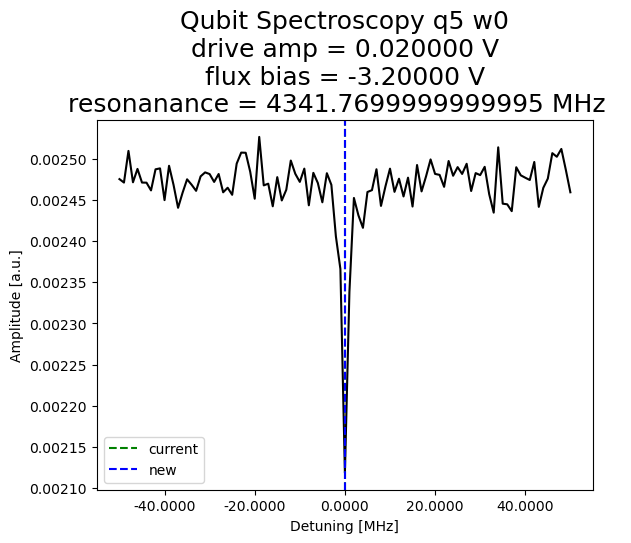 Qubit Spectroscopy q5 w0
drive amp = 0.020000 V
flux bias = -3.20000 V
resonanance = 4341.7699999999995 MHz
0.00250
0.00245
0.00240
0.00235
0.00230
0.00225
0.00220
0.00215
0.00210
Amplitude [a.u.]
current
new
-40.0000 -20.0000 0.0000 20.0000 40.0000
Detuning [MHz]